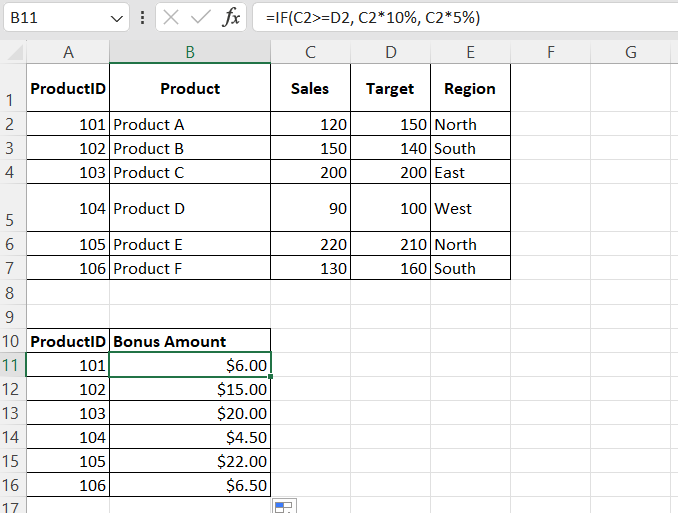 B11 fx =IF(C2>=D2, C2*10%, C2*5%)
A B C D E F G
1 ProductID Product Sales Target Region
2 101 Product A 120 150 North
3 102 Product B 150 140 South
4 103 Product C 200 200 East
5 104 Product D 90 100 West
6 105 Product E 220 210 North
7 106 Product F 130 160 South
8
9
10 ProductID Bonus Amount
11 101 $6.00
12 102 $15.00
13 103 $20.00
14 104 $4.50
15 105 $22.00
16 106 $6.50
17